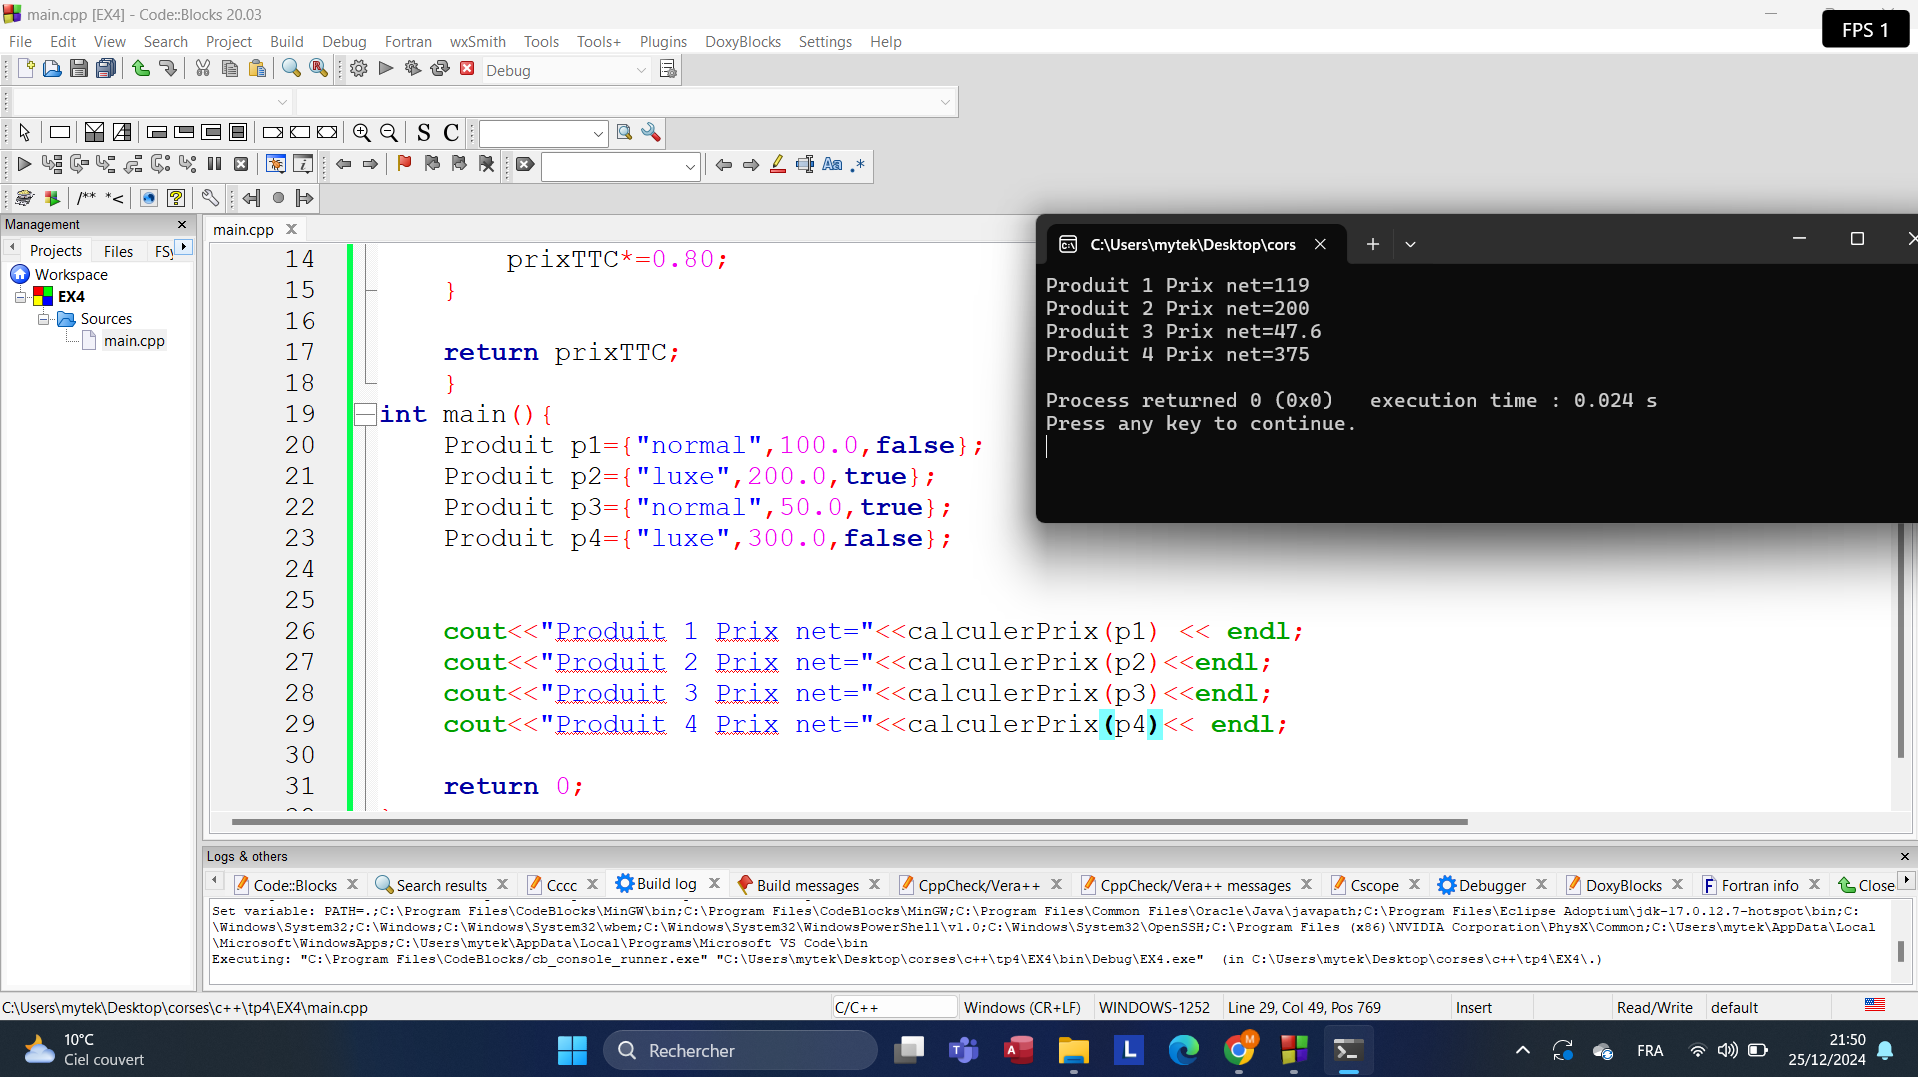 main.cpp [EX4] - Code::Blocks 20.03
FPS 1
File Edit View Search Project Build Debug Fortran wxSmith Tools Tools+ Plugins DoxyBlocks Settings Help
Debug
S C
/** *<
Management
Projects Files FSy
Workspace
EX4
Sources
main.cpp
main.cpp
14 prixTTC*=0.80;
15 }
16
17 return prixTTC;
18 }
19 int main(){
20 Produit p1={"normal",100.0,false};
21 Produit p2={"luxe",200.0,true};
22 Produit p3={"normal",50.0,true};
23 Produit p4={"luxe",300.0,false};
24
25
26 cout<<"Produit 1 Prix net="<<calculerPrix(p1) << endl;
27 cout<<"Produit 2 Prix net="<<calculerPrix(p2)<<endl;
28 cout<<"Produit 3 Prix net="<<calculerPrix(p3)<<endl;
29 cout<<"Produit 4 Prix net="<<calculerPrix(p4)<< endl;
30
31 return 0;
C:\Users\mytek\Desktop\cors
Produit 1 Prix net=119
Produit 2 Prix net=200
Produit 3 Prix net=47.6
Produit 4 Prix net=375
Process returned 0 (0x0)   execution time : 0.024 s
Press any key to continue.
Logs & others
Code::Blocks Search results Cccc Build log Build messages CppCheck/Vera++ CppCheck/Vera++ messages Cscope Debugger DoxyBlocks Fortran info Close
Set variable: PATH=.;C:\Program Files\CodeBlocks\MinGW\bin;C:\Program Files\CodeBlocks\MinGW;C:\Program Files\Common Files\Oracle\Java\javapath;C:\Program Files\Eclipse Adoptium\jdk-17.0.12.7-hotspot\bin;C:
\Windows\System32;C:\Windows;C:\Windows\System32\wbem;C:\Windows\System32\WindowsPowerShell\v1.0;C:\Windows\System32\OpenSSH;C:\Program Files (x86)\NVIDIA Corporation\PhysX\Common;C:\Users\mytek\AppData\Local
\Microsoft\WindowsApps;C:\Users\mytek\AppData\Local\Programs\Microsoft VS Code\bin
Executing: "C:\Program Files\CodeBlocks/cb_console_runner.exe" "C:\Users\mytek\Desktop\corses\c++\tp4\EX4\bin\Debug\EX4.exe"  (in C:\Users\mytek\Desktop\corses\c++\tp4\EX4\.)
C:\Users\mytek\Desktop\corses\c++\tp4\EX4\main.cpp C/C++ Windows (CR+LF) WINDOWS-1252 Line 29, Col 49, Pos 769 Insert Read/Write default
10°C
Ciel couvert
Rechercher
FRA
21:50
25/12/2024